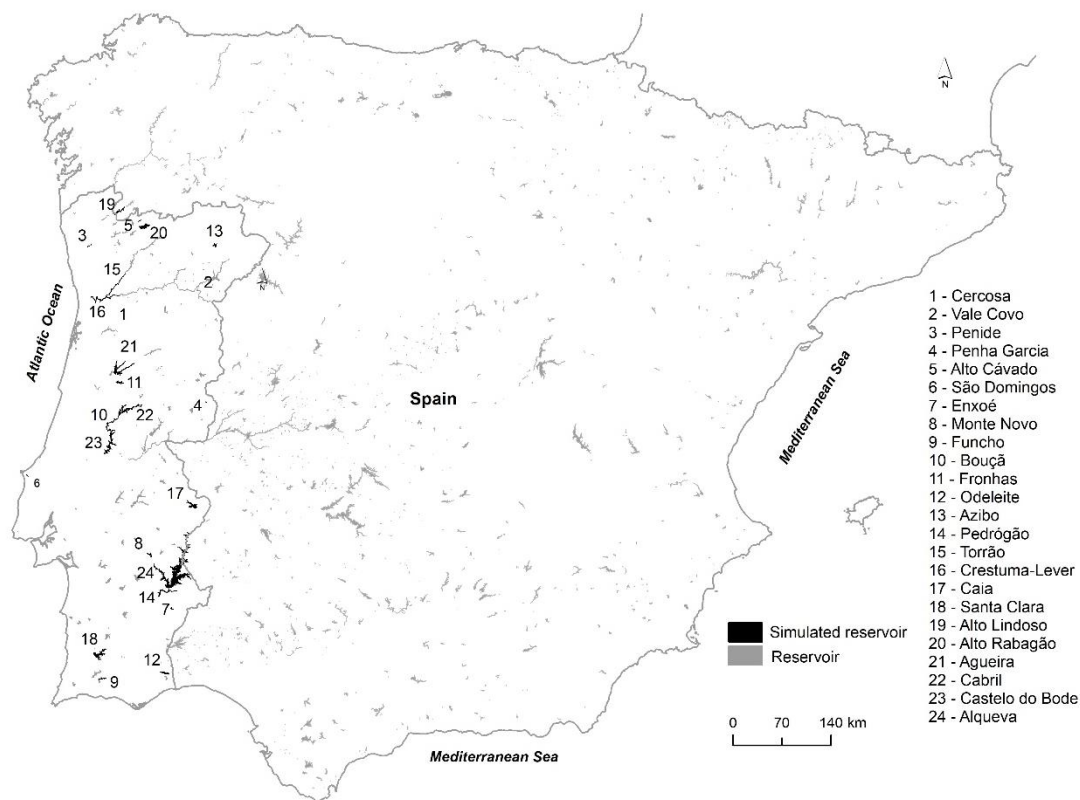 N
19
5
20
3
13
15
2
N
16
1
Atlantic Ocean
21
11
10
22
4
23
Spain
6
17
8
24
14
7
18
12
9
Mediterranean Sea
Mediterranean Sea
1 - Cercosa
2 - Vale Covo
3 - Penide
4 - Penha Garcia
5 - Alto Cávado
6 - São Domingos
7 - Enxoé
8 - Monte Novo
9 - Funcho
10 - Bouçã
11 - Fronhas
12 - Odeleite
13 - Azibo
14 - Pedrógão
15 - Torrão
16 - Crestuma-Lever
17 - Caia
18 - Santa Clara
19 - Alto Lindoso
20 - Alto Rabagão
21 - Agueira
22 - Cabril
23 - Castelo do Bode
24 - Alqueva
Simulated reservoir
Reservoir
0 70 140 km